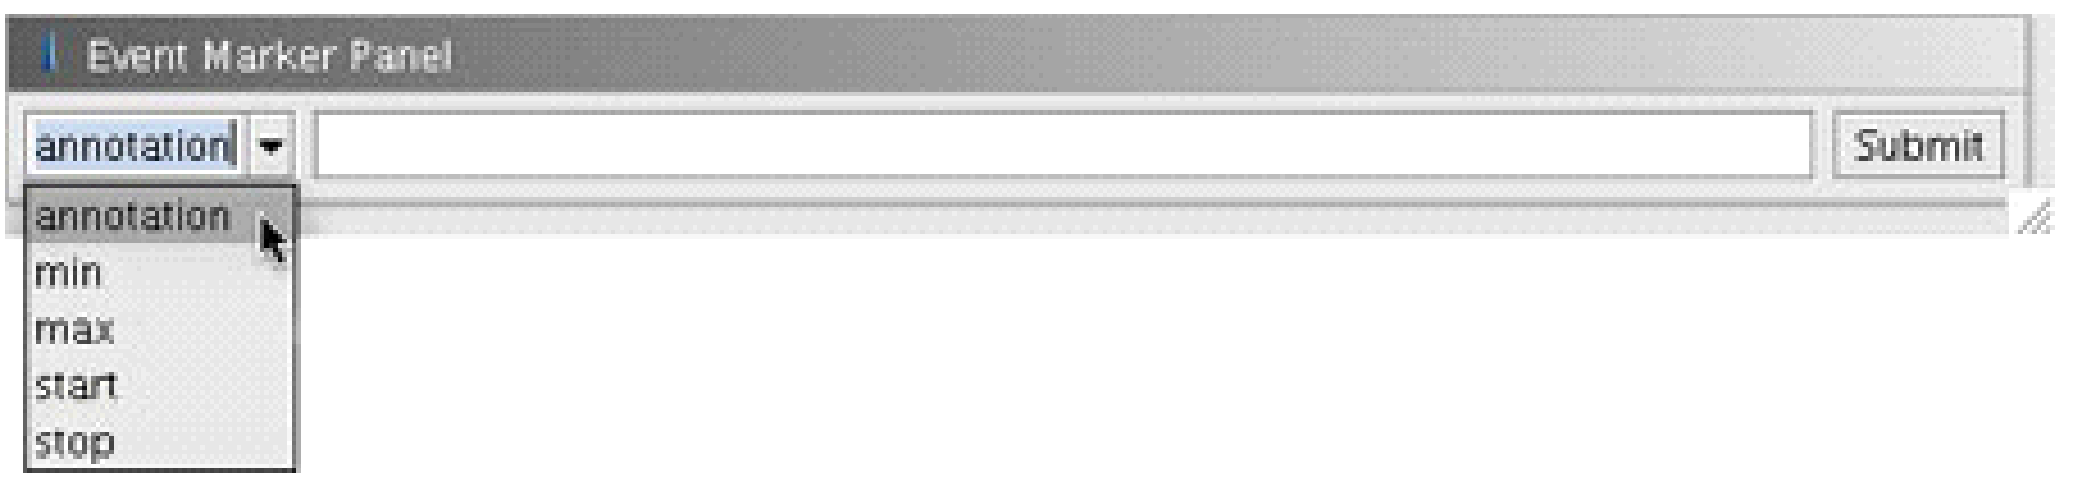 Event Marker Panel
annotation Submit
annotation
min
max
start
stop